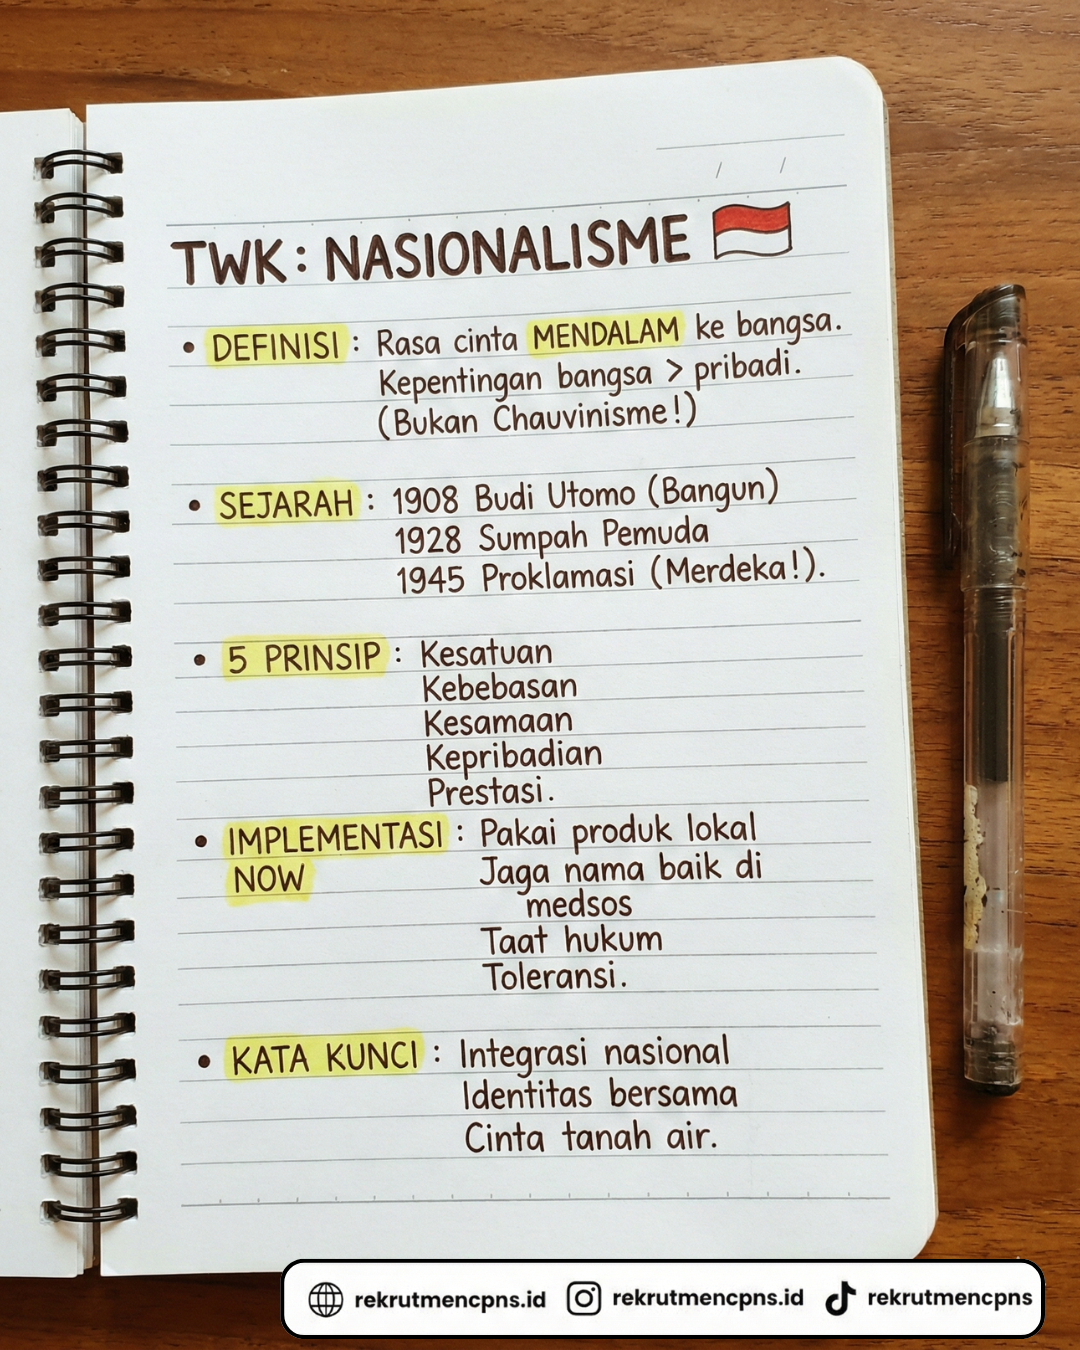 TWK: NASIONALISME
• DEFINISI : Rasa cinta MENDALAM ke bangsa.
Kepentingan bangsa > pribadi.
(Bukan Chauvinisme!)
• SEJARAH : 1908 Budi Utomo (Bangun)
1928 Sumpah Pemuda
1945 Proklamasi (Merdeka!).
• 5 PRINSIP : Kesatuan
Kebebasan
Kesamaan
Kepribadian
Prestasi.
• IMPLEMENTASI : Pakai produk lokal
NOW Jaga nama baik di
medsos
Taat hukum
Toleransi.
• KATA KUNCI : Integrasi nasional
Identitas bersama
Cinta tanah air.
rekrutmencpns.id rekrutmencpns.id rekrutmencpns